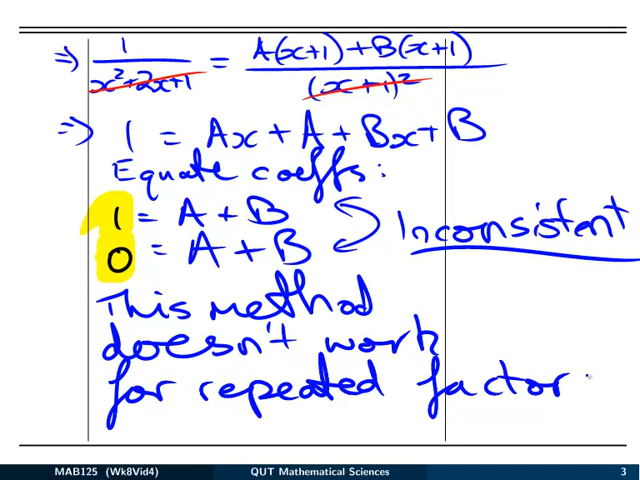 ⇒ 1/(x²+2x+1) = (A(x+1) + B(x+1))/(x+1)²
⇒ 1 = Ax + A + Bx + B
Equate coeffs:
1 = A + B
0 = A + B
Inconsistent
This method
doesn't work
for repeated factor
MAB125 (Wk8Vid4) QUT Mathematical Sciences 3